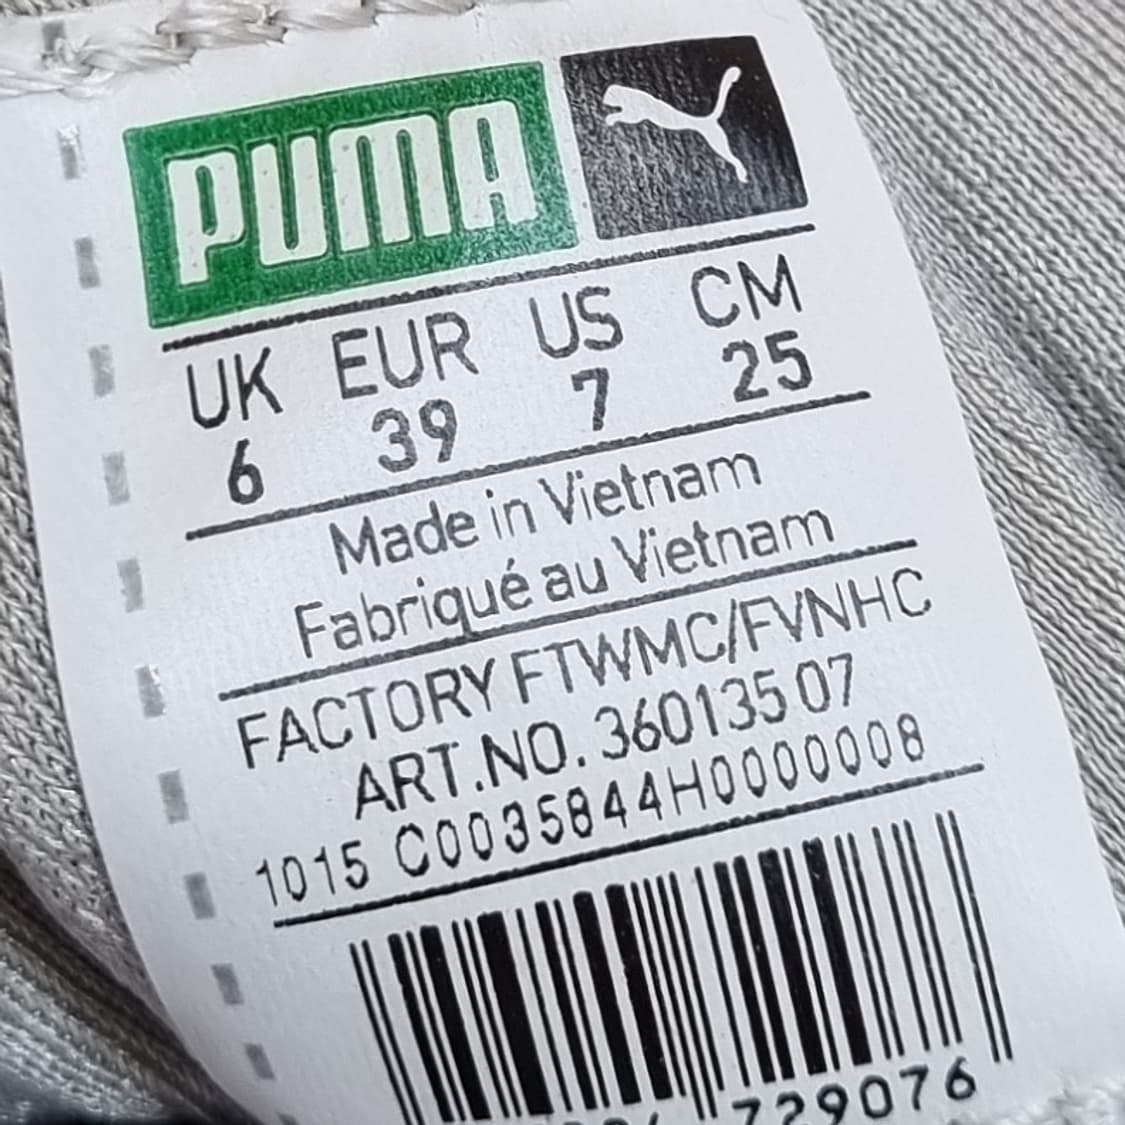 PUMA
UK EUR US CM
6 39 7 25
Made in Vietnam
Fabriqué au Vietnam
FACTORY FTWMC/FVNHC
ART.NO. 360135 07
1015 C0035844H0000008
729076